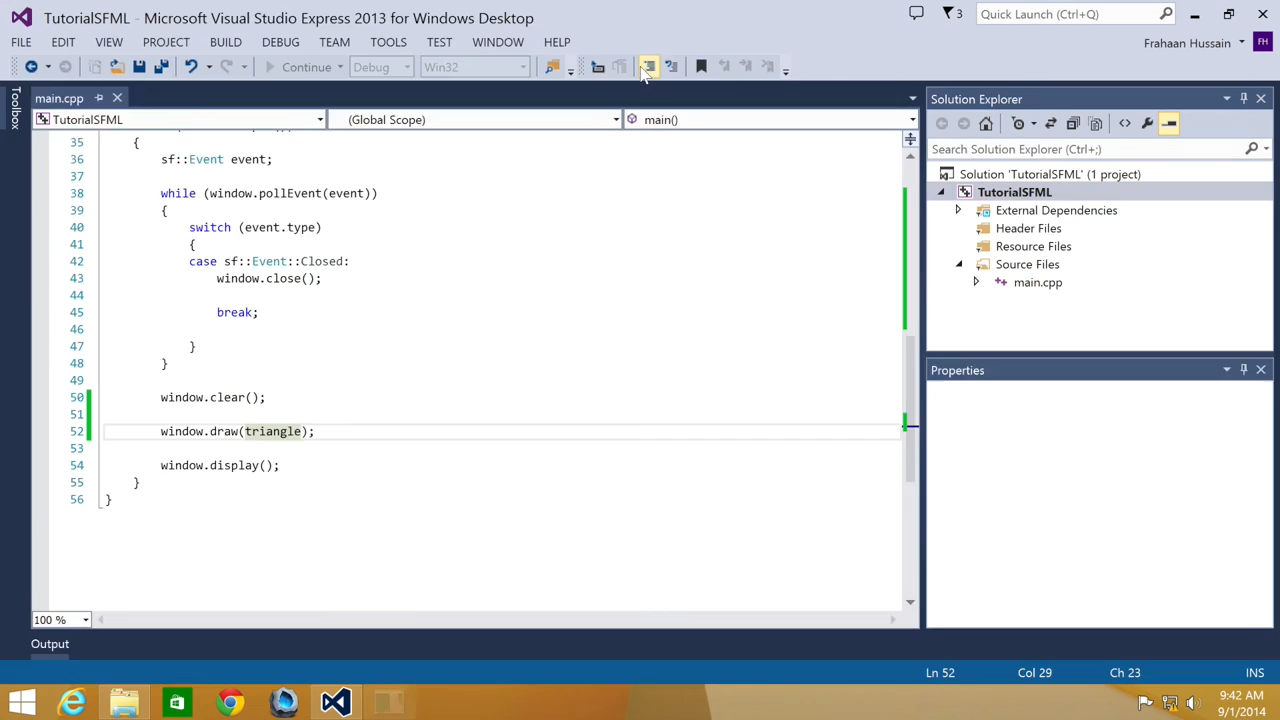 TutorialSFML - Microsoft Visual Studio Express 2013 for Windows Desktop
3
Quick Launch (Ctrl+Q)
FILE EDIT VIEW PROJECT BUILD DEBUG TEAM TOOLS TEST WINDOW HELP
Frahaan Hussain FH
Continue Debug Win32
Toolbox
main.cpp
TutorialSFML (Global Scope) main()
35 {
36 sf::Event event;
37
38 while (window.pollEvent(event))
39 {
40 switch (event.type)
41 {
42 case sf::Event::Closed:
43 window.close();
44
45 break;
46
47 }
48 }
49
50 window.clear();
51
52 window.draw(triangle);
53
54 window.display();
55 }
56 }
100 %
Output
Solution Explorer
Search Solution Explorer (Ctrl+;)
Solution 'TutorialSFML' (1 project)
TutorialSFML
External Dependencies
Header Files
Resource Files
Source Files
main.cpp
Properties
Ln 52 Col 29 Ch 23 INS
9:42 AM
9/1/2014